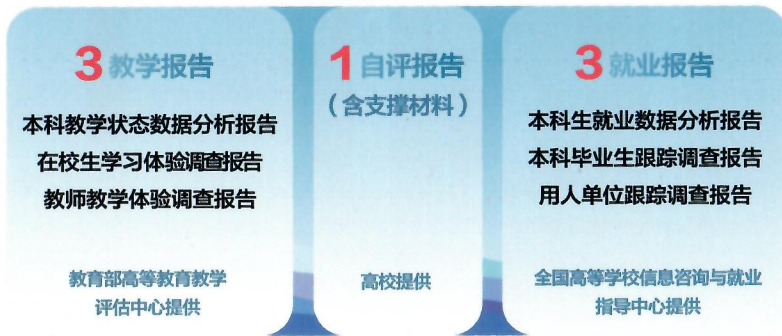 3 教学报告
本科教学状态数据分析报告
在校生学习体验调查报告
教师教学体验调查报告
教育部高等教育教学
评估中心提供
1 自评报告
（含支撑材料）
高校提供
3 就业报告
本科生就业数据分析报告
本科毕业生跟踪调查报告
用人单位跟踪调查报告
全国高等学校信息咨询与就业
指导中心提供